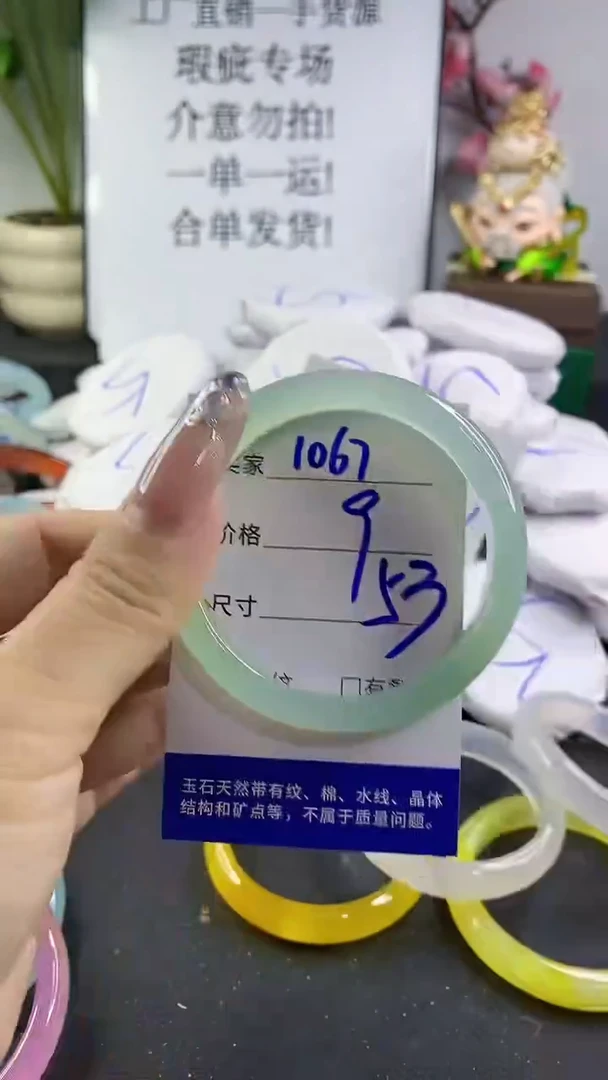 工厂直销一手货源
瑕疵专场
介意勿拍!
一单一运!
合单发货!
家 1067
价格 9
尺寸 53
玉石天然带有纹、棉、水线、晶体
结构和矿点等，不属于质量问题。